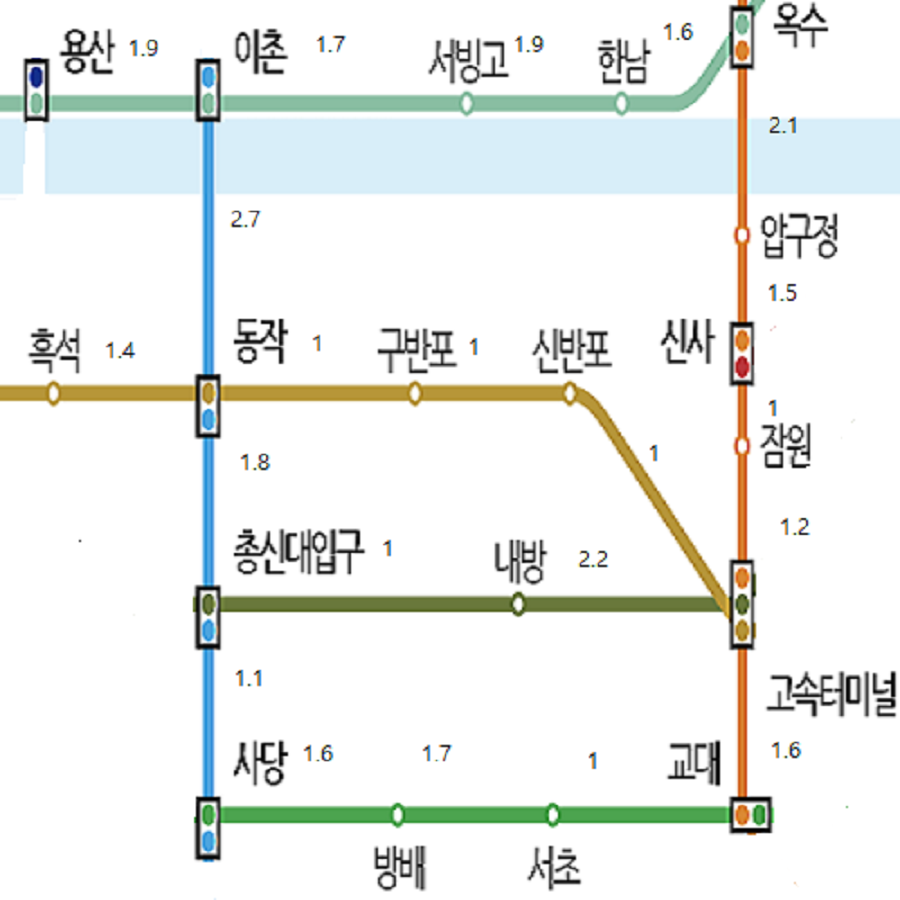 용산 1.9 이촌 1.7 서빙고 1.9 한남 1.6 옥수
2.1
2.7 압구정
1.5
흑석 1.4 동작 1 구반포 1 신반포 신사
1
1 잠원
1.8
1.2
총신대입구 1 내방 2.2
1.1 고속터미널
사당 1.6 1.7 1 교대 1.6
방배 서초